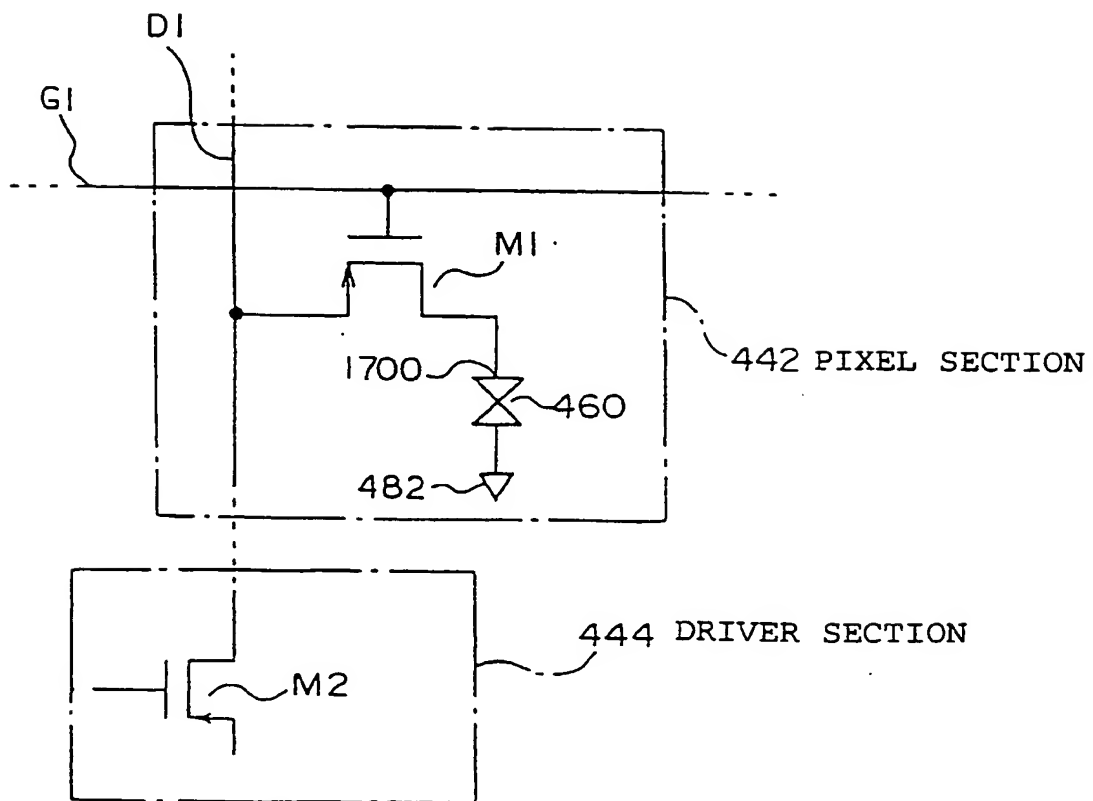 D1
G1
M1
442 PIXEL SECTION
1700
460
482
444 DRIVER SECTION
M2